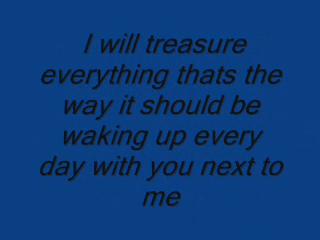 I will treasure
everything thats the
way it should be
waking up every
day with you next to
me